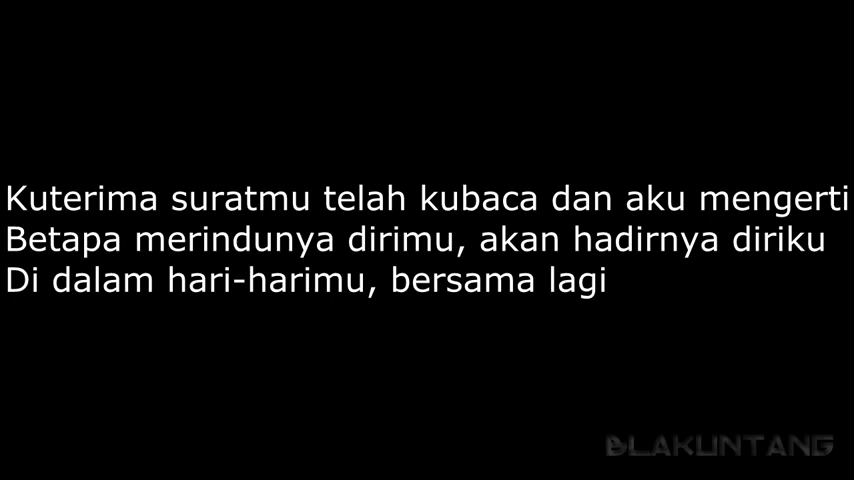 Kuterima suratmu telah kubaca dan aku mengerti
Betapa merindunya dirimu, akan hadirnya diriku
Di dalam hari-harimu, bersama lagi
BLAKUNTANG